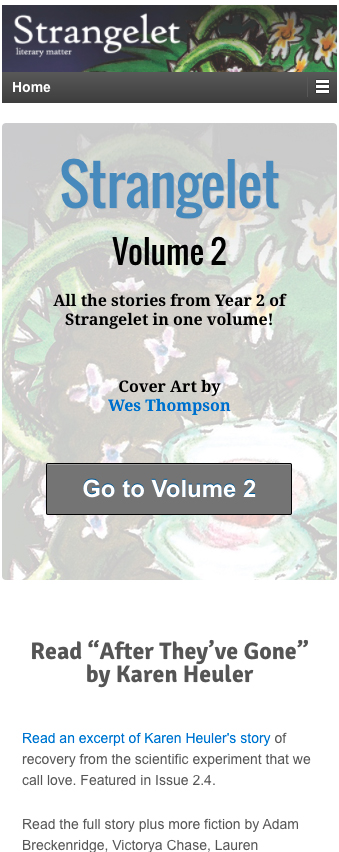 Strangelet
literary matter
Home
Strangelet
Volume 2
All the stories from Year 2 of
Strangelet in one volume!
Cover Art by
Wes Thompson
Go to Volume 2
Read “After They’ve Gone”
by Karen Heuler
Read an excerpt of Karen Heuler's story of
recovery from the scientific experiment that we
call love. Featured in Issue 2.4.
Read the full story plus more fiction by Adam
Breckenridge, Victorya Chase, Lauren